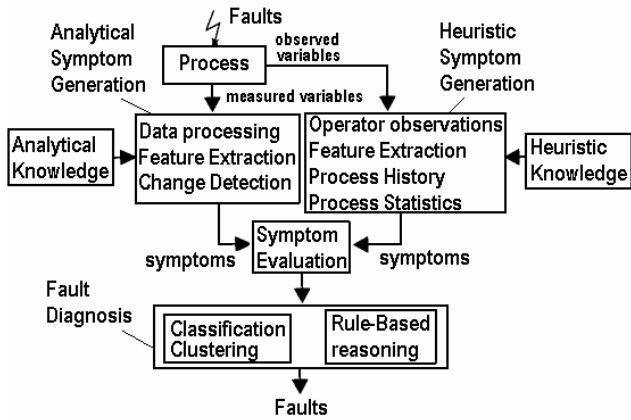 Faults
Analytical
Symptom
Generation
observed
variables
Heuristic
Symptom
Generation
Process
measured variables
Analytical
Knowledge
Data processing
Feature Extraction
Change Detection
Operator observations
Feature Extraction
Process History
Process Statistics
Heuristic
Knowledge
symptoms
Symptom
Evaluation
symptoms
Fault
Diagnosis
Classification
Clustering
Rule-Based
reasoning
Faults